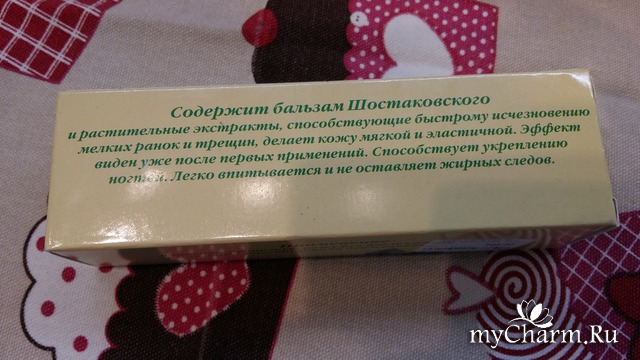 Содержит бальзам Шостаковского
и растительные экстракты, способствующие быстрому исчезновению
мелких ранок и трещин, делает кожу мягкой и эластичной. Эффект
виден уже после первых применений. Способствует укреплению
ногтей. Легко впитывается и не оставляет жирных следов.
myCharm.Ru